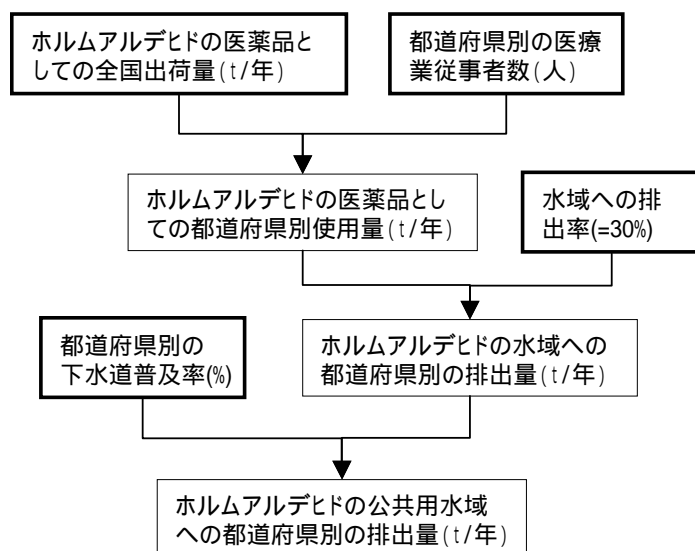 ホルムアルデヒドの医薬品と
しての全国出荷量(t/年)
都道府県別の医療
業従事者数(人)
ホルムアルデヒドの医薬品とし
ての都道府県別使用量(t/年)
水域への排
出率(=30%)
都道府県別の
下水道普及率(%)
ホルムアルデヒドの水域への
都道府県別の排出量(t/年)
ホルムアルデヒドの公共用水域
への都道府県別の排出量(t/年)